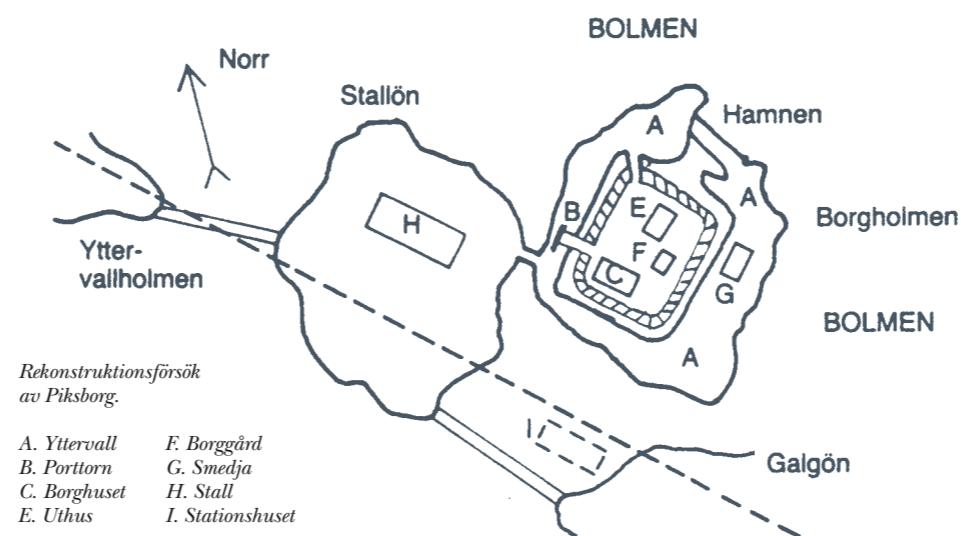 BOLMEN
Norr
Stallön
Hamnen
A
A
B
E
H
Borgholmen
F
Ytter-
vallholmen
C
G
BOLMEN
A
Rekonstruktionsförsök
av Piksborg.
I
A. Yttervall
F. Borggård
B. Porttorn
G. Smedja
Galgön
C. Borghuset
H. Stall
E. Uthus
I. Stationshuset